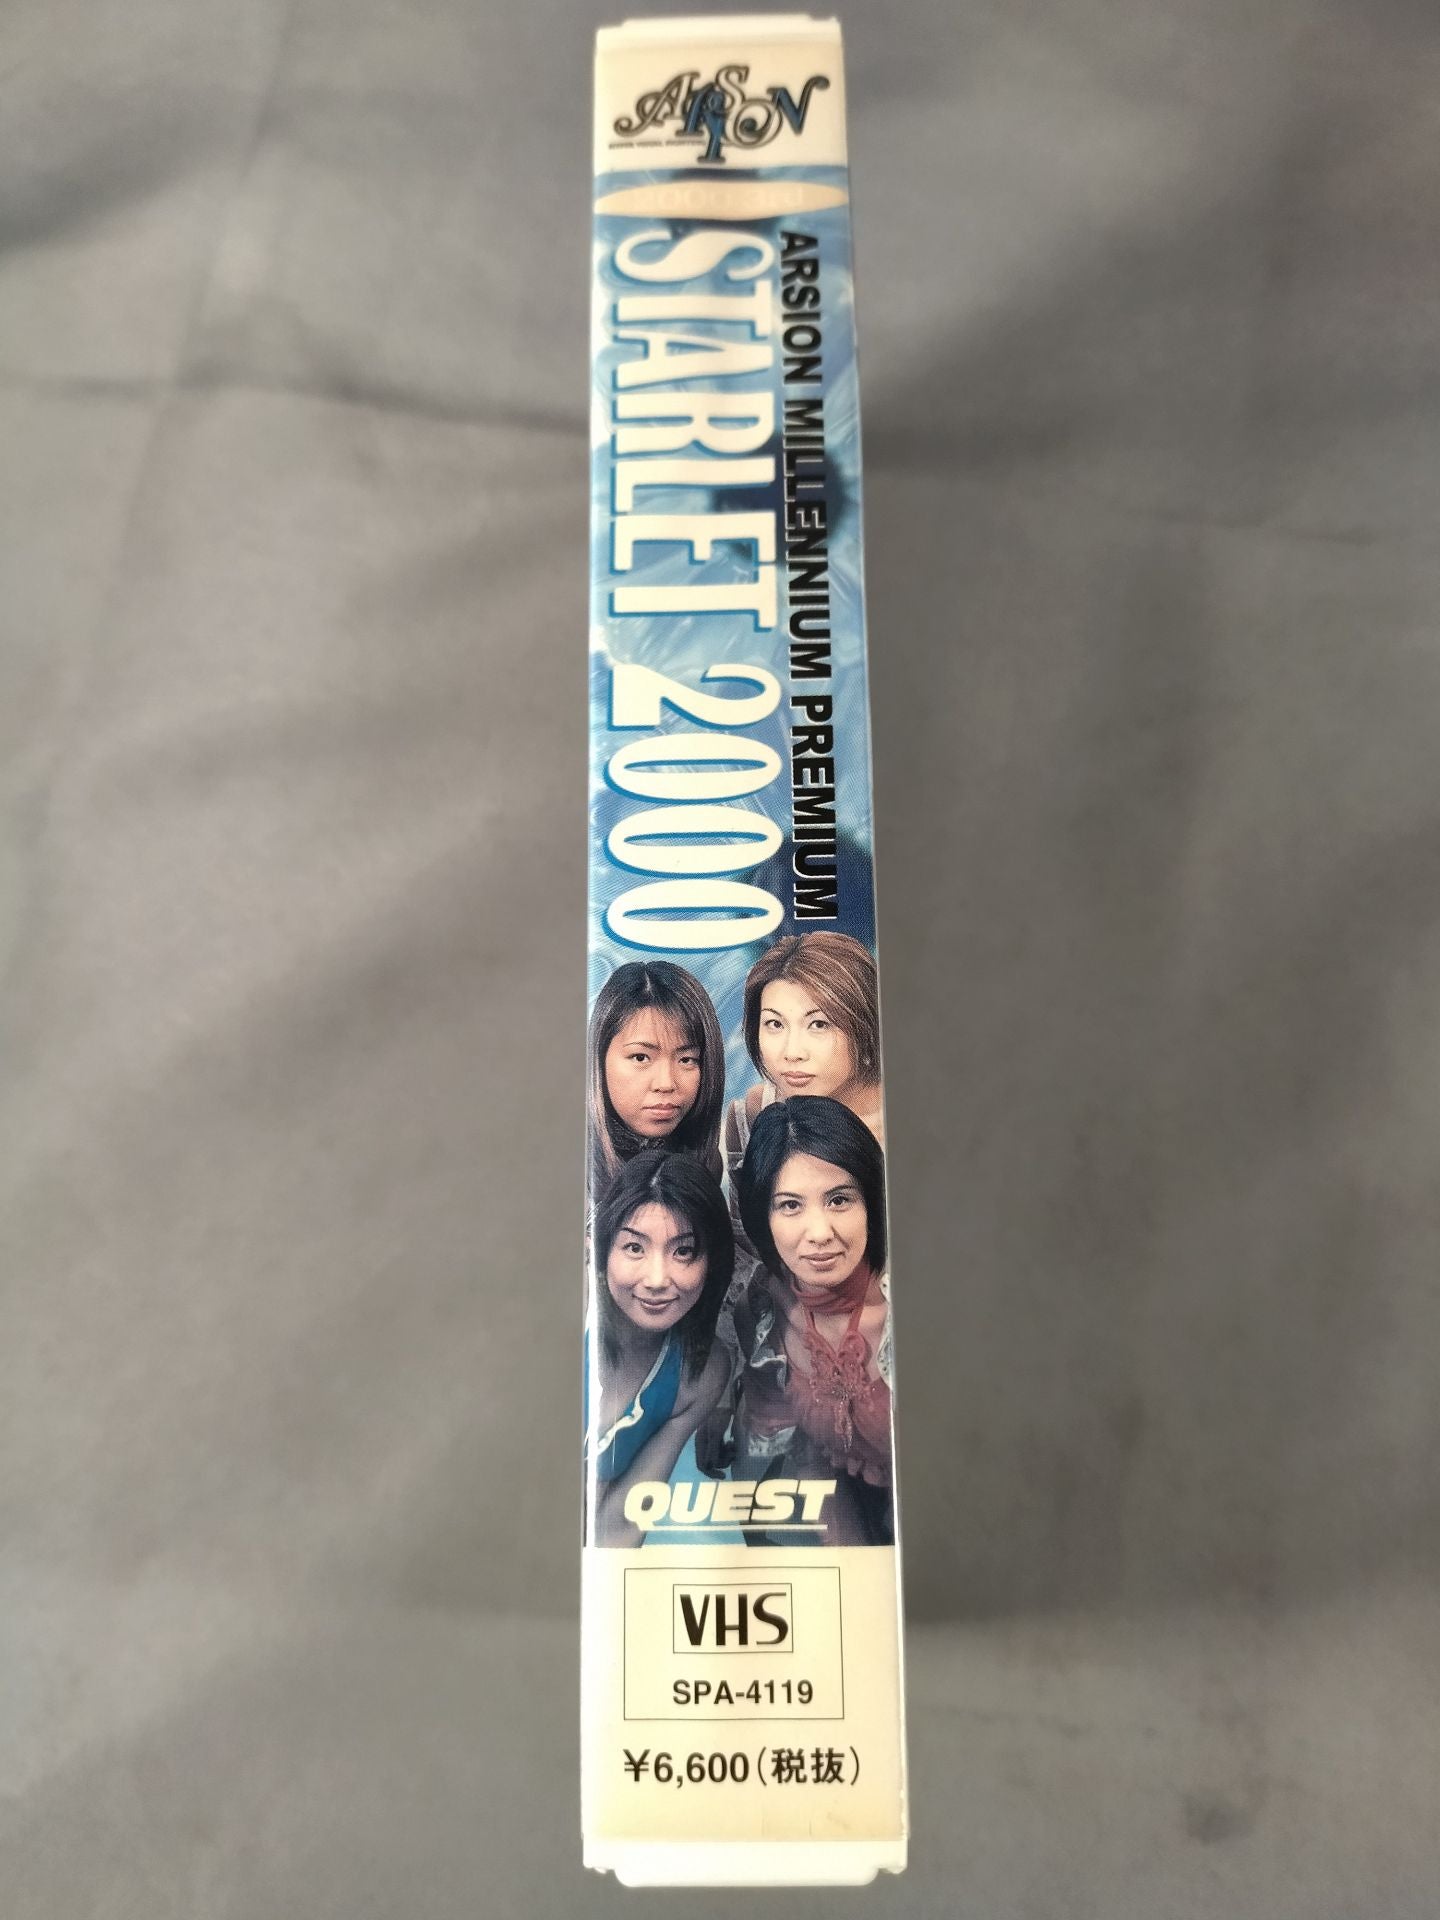 ARSION
STARLET 2000
ARSION MILLENNIUM PREMIUM
QUEST
VHS
SPA-4119
¥6,600(税抜)